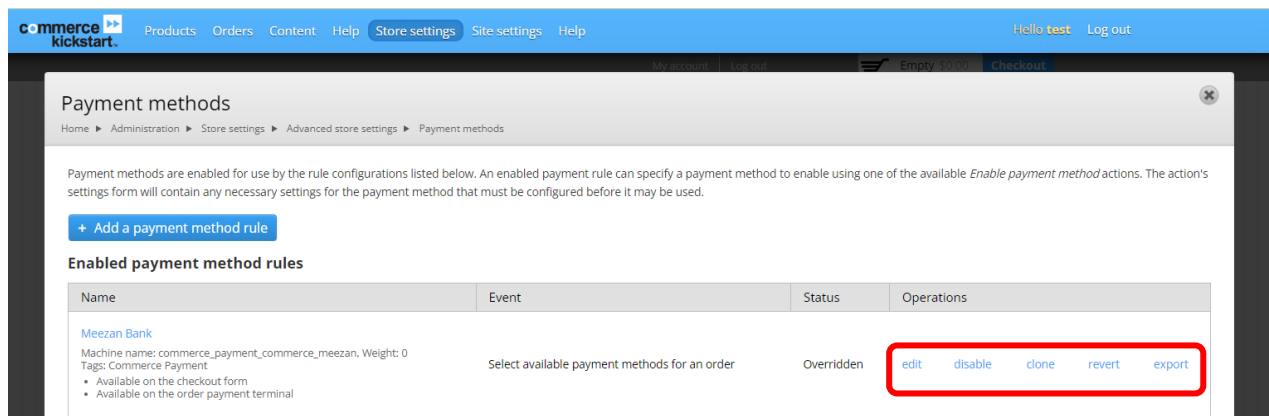 commerce kickstart. Products Orders Content Help Store settings Site settings Help Hello test Log out
My account Log out Empty $0.00 Checkout
Payment methods
Home ▶ Administration ▶ Store settings ▶ Advanced store settings ▶ Payment methods
Payment methods are enabled for use by the rule configurations listed below. An enabled payment rule can specify a payment method to enable using one of the available Enable payment method actions. The action's
settings form will contain any necessary settings for the payment method that must be configured before it may be used.
+ Add a payment method rule
Enabled payment method rules
Name Event Status Operations
Meezan Bank
Machine name: commerce_payment_commerce_meezan, Weight: 0
Tags: Commerce Payment
• Available on the checkout form
• Available on the order payment terminal
Select available payment methods for an order Overridden edit disable clone revert export